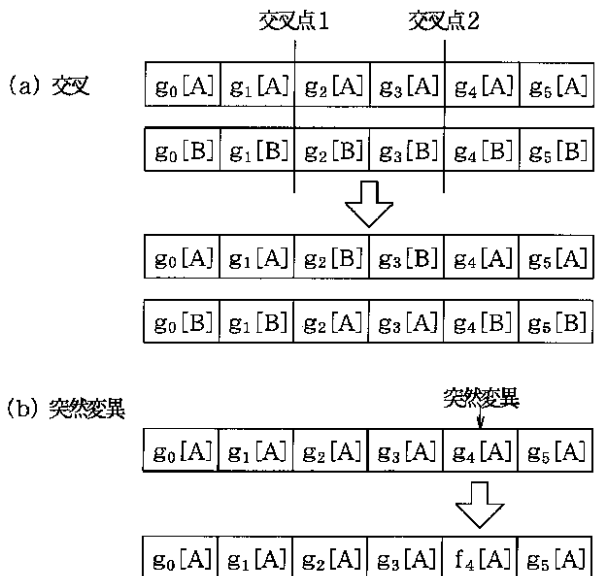 交叉点1 交叉点2
(a) 交叉
g₀[A] g₁[A] g₂[A] g₃[A] g₄[A] g₅[A]
g₀[B] g₁[B] g₂[B] g₃[B] g₄[B] g₅[B]
g₀[A] g₁[A] g₂[B] g₃[B] g₄[A] g₅[A]
g₀[B] g₁[B] g₂[A] g₃[A] g₄[B] g₅[B]
(b) 突然変異
突然変異
g₀[A] g₁[A] g₂[A] g₃[A] g₄[A] g₅[A]
g₀[A] g₁[A] g₂[A] g₃[A] f₄[A] g₅[A]